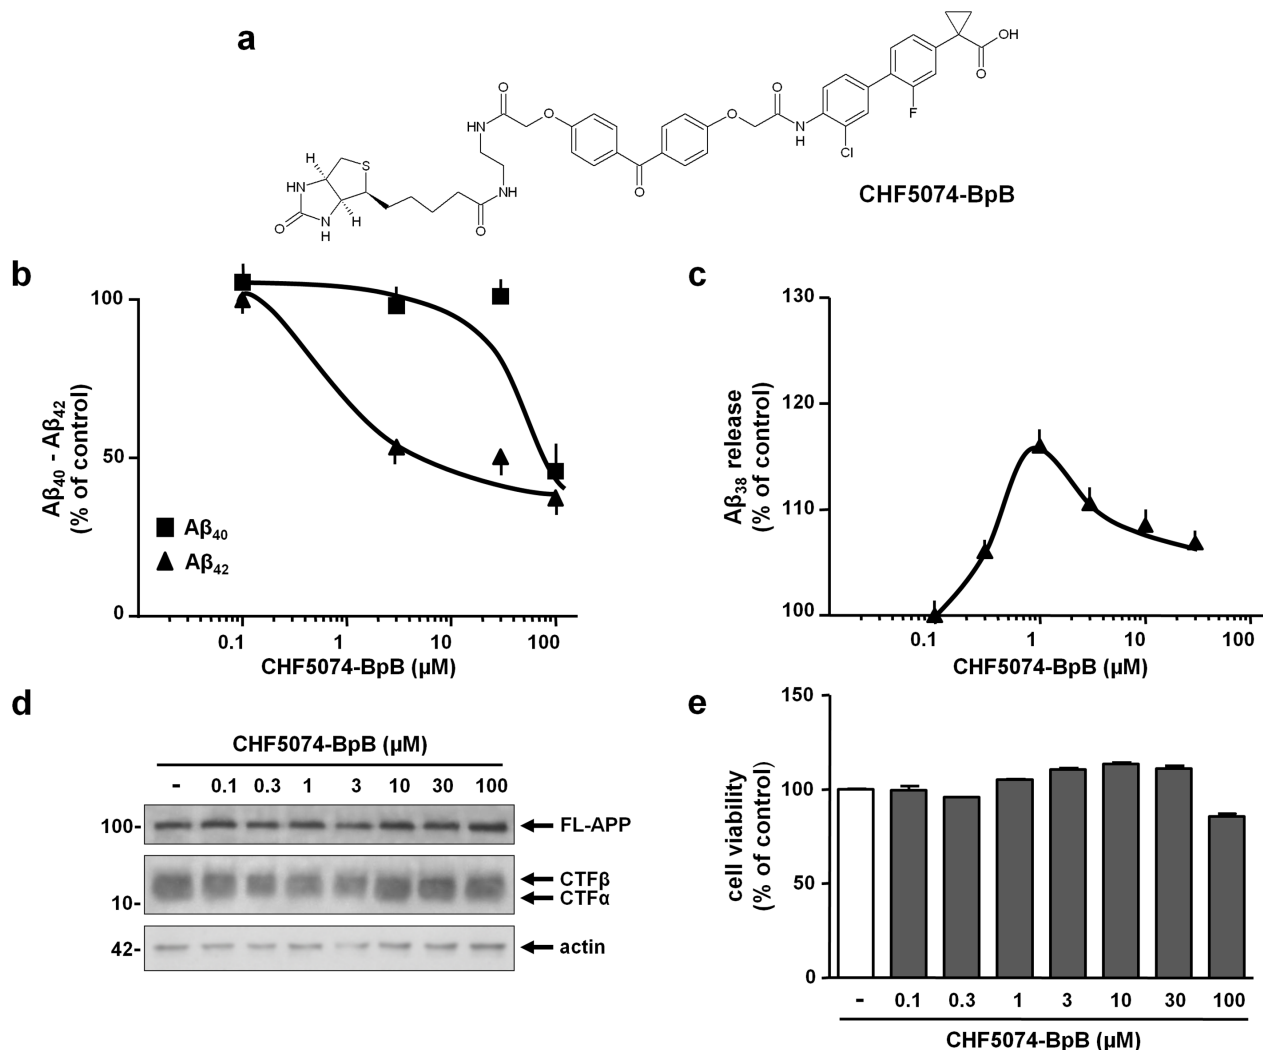 a
O
O
HN
NH
O
S
H
H
HN
N
H
O
O
O
O
N
H
Cl
F
O
OH
CHF5074-BpB
b
100
50
0
Aβ40 - Aβ42
(% of control)
Aβ40
Aβ42
0.1 1 10 100
CHF5074-BpB (μM)
c
130
120
110
100
Aβ38 release
(% of control)
0.1 1 10 100
CHF5074-BpB (μM)
d
CHF5074-BpB (μM)
- 0.1 0.3 1 3 10 30 100
100- FL-APP
CTFβ
10- CTFα
42- actin
e
150
100
50
0
cell viability
(% of control)
- 0.1 0.3 1 3 10 30 100
CHF5074-BpB (μM)